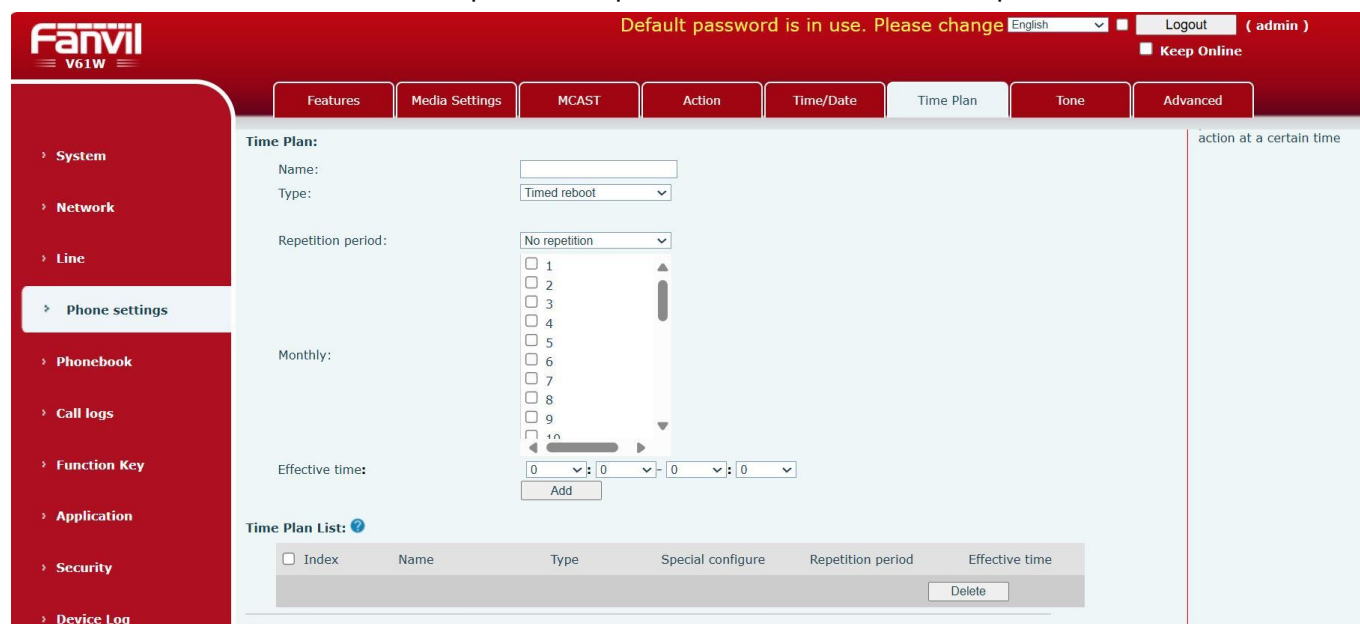 Default password is in use. Please change
English
Logout
( admin )
Fanvil
V61W
Keep Online
Features
Media Settings
MCAST
Action
Time/Date
Time Plan
Tone
Advanced
action at a certain time
System
Network
Line
Phone settings
Phonebook
Call logs
Function Key
Application
Security
Device Log
Time Plan:
Name:
Type:
Timed reboot
Repetition period:
No repetition
Monthly:
1
2
3
4
5
6
7
8
9
10
Effective time:
0 : 0 - 0 : 0
Add
Time Plan List:
?
Index Name Type Special configure Repetition period Effective time
Delete